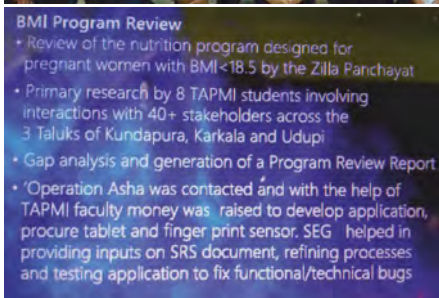 BMI Program Review
• Review of the nutrition program designed for
pregnant women with BMI<18.5 by the Zilla Panchayat
• Primary research by 8 TAPMI students involving
interactions with 40+ stakeholders across the
3 Taluks of Kundapura, Karkala and Udupi
• Gap analysis and generation of a Program Review Report
• 'Operation Asha was contacted and with the help of
TAPMI faculty money was raised to develop application,
procure tablet and finger print sensor. SEG helped in
providing inputs on SRS document, refining processes
and testing application to fix functional/technical bugs